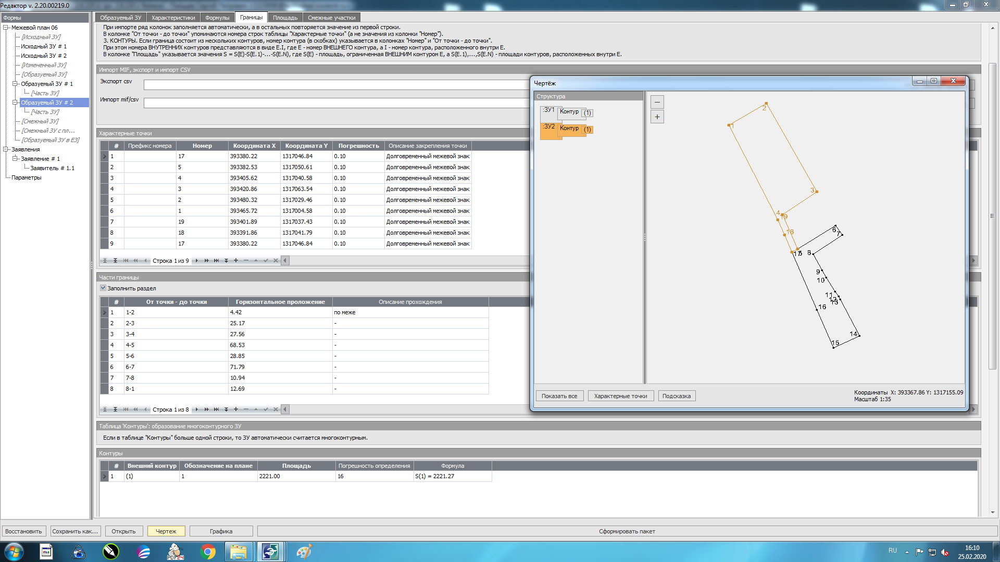 Редактор v. 2.20.00219.0
Формы
Межевой план 06
[Исходный ЗУ]
Исходный ЗУ # 1
Исходный ЗУ # 2
[Измененный ЗУ]
[Образуемый ЗУ]
Образуемый ЗУ # 1
[Часть ЗУ]
Образуемый ЗУ # 2
[Часть ЗУ]
[Смежный ЗУ]
[Смежный ЗУ с пл...
[Образуемый ЗУ в ЕЗ]
Заявления
Заявление # 1
Заявитель # 1.1
Параметры
Образуемый ЗУ Характеристики Формулы Границы Площадь Смежные участки
При импорте ряд колонок заполняется автоматически, а в остальных повторяется значение из первой строки.
В колонке "От точки - до точки" упоминаются номера строк таблицы "Характерные точки" (а не значения из колонки "Номер").
3. КОНТУРЫ. Если граница состоит из нескольких контуров, номер контура (в скобках) указывается в колонках "Номер" и "От точки - до точки".
При этом номера ВНУТРЕННИХ контуров представляются в виде E.I, где E - номер ВНЕШНЕГО контура, а I - номер контура, расположенного внутри E.
В колонке "Площадь" указывается значения S = S(E)-S(E.1)-...-S(E.N), где S(E) - площадь, ограниченная ВНЕШНИМ контуром E, а S(E.1),...,S(E.N) - площади контуров, расположенных внутри E.
Импорт MIF, экспорт и импорт CSV
Экспорт csv
Импорт mif/csv
Характерные точки
# Префикс номера Номер Координата X Координата Y Погрешность Описание закрепления точки
1 17 393380.22 1317046.84 0.10 Долговременный межевой знак
2 5 393382.53 1317050.61 0.10 Долговременный межевой знак
3 4 393405.62 1317040.58 0.10 Долговременный межевой знак
4 3 393420.86 1317063.54 0.10 Долговременный межевой знак
5 2 393480.32 1317029.46 0.10 Долговременный межевой знак
6 1 393465.72 1317004.58 0.10 Долговременный межевой знак
7 19 393401.89 1317037.43 0.10 Долговременный межевой знак
8 18 393391.86 1317041.79 0.10 Долговременный межевой знак
9 17 393380.22 1317046.84 0.10 Долговременный межевой знак
Строка 1 из 9
Части границы
Заполнить раздел
# От точки - до точки Горизонтальное проложение Описание прохождения
1 1-2 4.42 по меже
2 2-3 25.17 -
3 3-4 27.56 -
4 4-5 68.53 -
5 5-6 28.85 -
6 6-7 71.79 -
7 7-8 10.94 -
8 8-1 12.69 -
Строка 1 из 8
Таблица 'Контуры': образование многоконтурного ЗУ
Если в таблице "Контуры" больше одной строки, то ЗУ автоматически считается многоконтурным.
Контуры
# Внешний контур Обозначение на плане Площадь Погрешность определения Формула
1 (1) 1 2221.00 16 S(1) = 2221.27
Чертёж
Структура
:ЗУ1 Контур (1)
:ЗУ2 Контур (1)
−
+
2
1
3
4
19
18
6
7
17
5
8
9
10
11
12
13
16
14
15
Показать все Характерные точки Подсказка
Координаты X: 393367.86 Y: 1317155.09
Масштаб 1:35
Восстановить Сохранить как... Открыть Чертеж Графика Сформировать пакет
PDF24
RU
16:10
25.02.2020